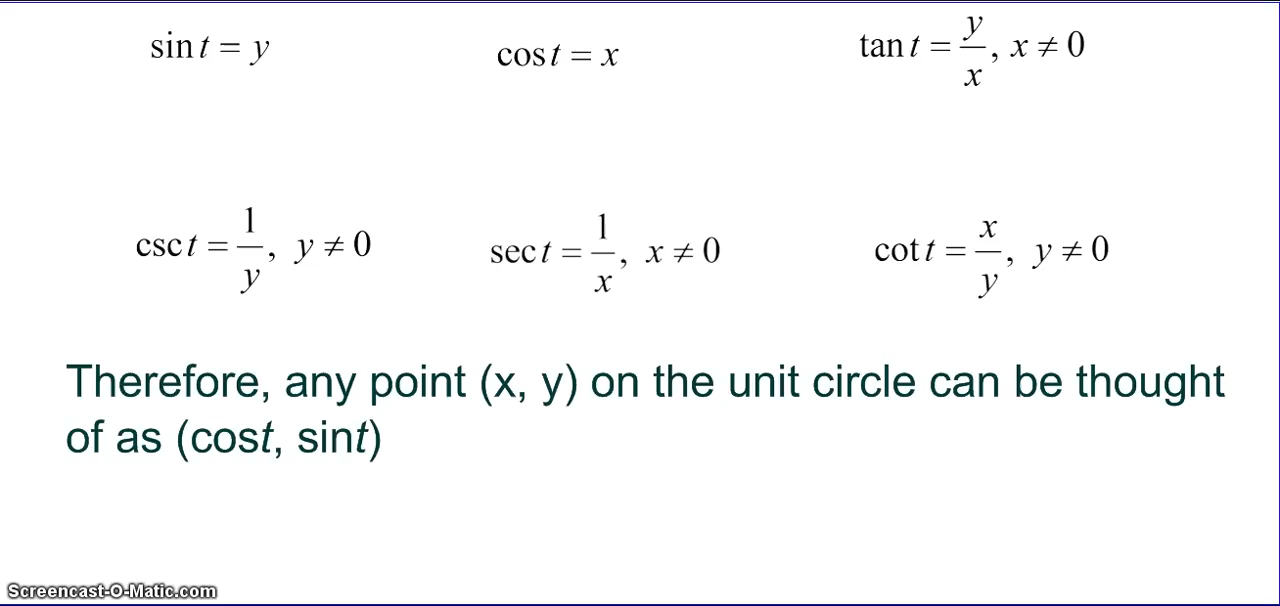 sin t = y
cos t = x
tan t = y/x, x ≠ 0
csc t = 1/y, y ≠ 0
sec t = 1/x, x ≠ 0
cot t = x/y, y ≠ 0
Therefore, any point (x, y) on the unit circle can be thought
of as (cost, sint)
Screencast-O-Matic.com